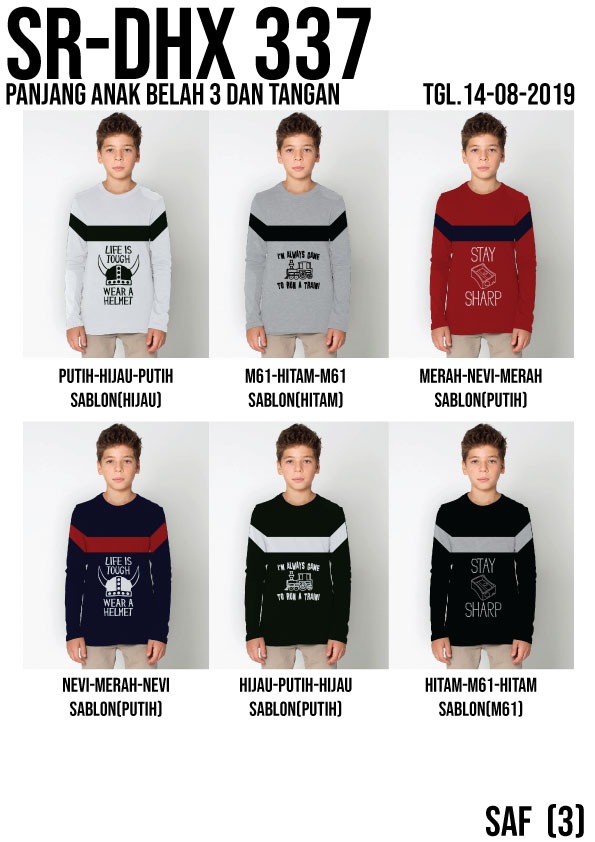 SR-DHX 337
PANJANG ANAK BELAH 3 DAN TANGAN
TGL.14-08-2019
LIFE IS
TOUGH
WEAR A
HELMET
I'M ALWAYS GAME
TO RUN A TRAIN!
STAY
SHARP
PUTIH-HIJAU-PUTIH
SABLON(HIJAU)
M61-HITAM-M61
SABLON(HITAM)
MERAH-NEVI-MERAH
SABLON(PUTIH)
LIFE IS
TOUGH
WEAR A
HELMET
I'M ALWAYS GAME
TO RUN A TRAIN!
STAY
SHARP
NEVI-MERAH-NEVI
SABLON(PUTIH)
HIJAU-PUTIH-HIJAU
SABLON(PUTIH)
HITAM-M61-HITAM
SABLON(M61)
SAF (3)